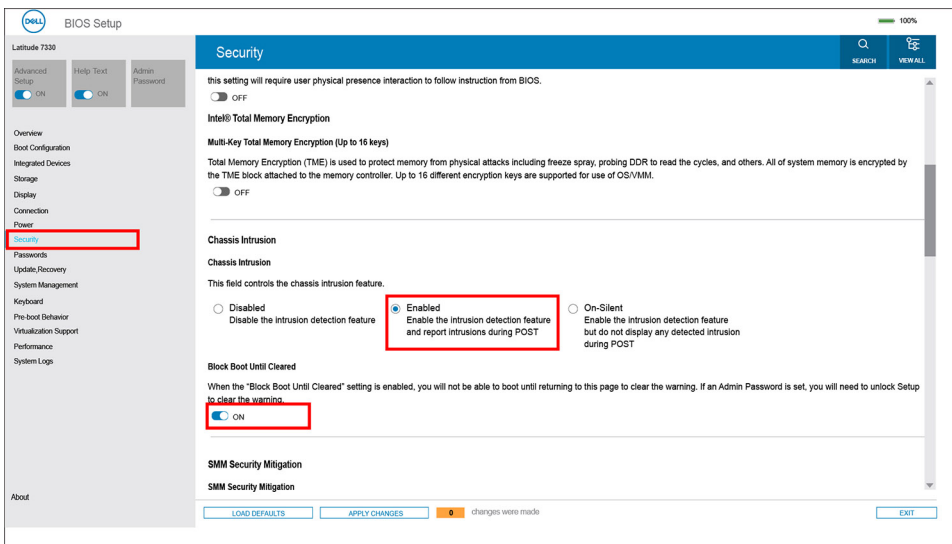 DELL
BIOS Setup
100%
Latitude 7330
Advanced
Setup
ON
Help Text
ON
Admin
Password
Overview
Boot Configuration
Integrated Devices
Storage
Display
Connection
Power
Security
Passwords
Update,Recovery
System Management
Keyboard
Pre-boot Behavior
Virtualization Support
Performance
System Logs
About
Security
SEARCH
VIEW ALL
this setting will require user physical presence interaction to follow instruction from BIOS.
OFF
Intel® Total Memory Encryption
Multi-Key Total Memory Encryption (Up to 16 keys)
Total Memory Encryption (TME) is used to protect memory from physical attacks including freeze spray, probing DDR to read the cycles, and others. All of system memory is encrypted by
the TME block attached to the memory controller. Up to 16 different encryption keys are supported for use of OS/VMM.
OFF
Chassis Intrusion
Chassis Intrusion
This field controls the chassis intrusion feature.
Disabled
Disable the intrusion detection feature
Enabled
Enable the intrusion detection feature
and report intrusions during POST
On-Silent
Enable the intrusion detection feature
but do not display any detected intrusion
during POST
Block Boot Until Cleared
When the "Block Boot Until Cleared" setting is enabled, you will not be able to boot until returning to this page to clear the warning. If an Admin Password is set, you will need to unlock Setup
to clear the warning.
ON
SMM Security Mitigation
SMM Security Mitigation
LOAD DEFAULTS
APPLY CHANGES
0 changes were made
EXIT